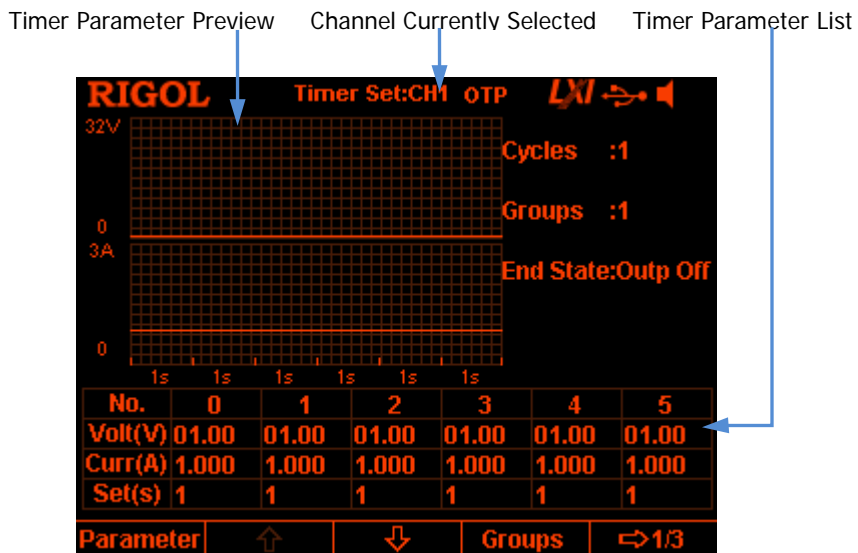 Timer Parameter Preview Channel Currently Selected Timer Parameter List
RIGOL Timer Set:CH1 OTP LXI
32V
Cycles :1
Groups :1
0
3A
End State:Outp Off
0
1s 1s 1s 1s 1s 1s
No. 0 1 2 3 4 5
Volt(V) 01.00 01.00 01.00 01.00 01.00 01.00
Curr(A) 1.000 1.000 1.000 1.000 1.000 1.000
Set(s) 1 1 1 1 1 1
Parameter Groups 1/3